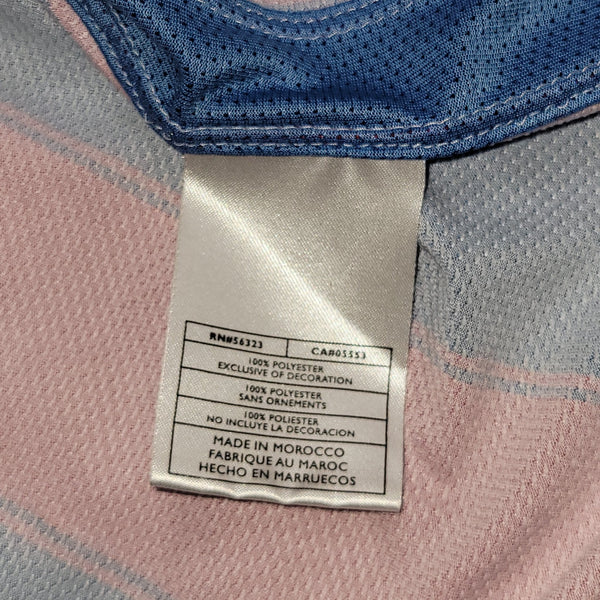 RN#56323 CA#05553
100% POLYESTER
EXCLUSIVE OF DECORATION
100% POLYESTER
SANS ORNEMENTS
100% POLIESTER
NO INCLUYE LA DECORACION
MADE IN MOROCCO
FABRIQUE AU MAROC
HECHO EN MARRUECOS